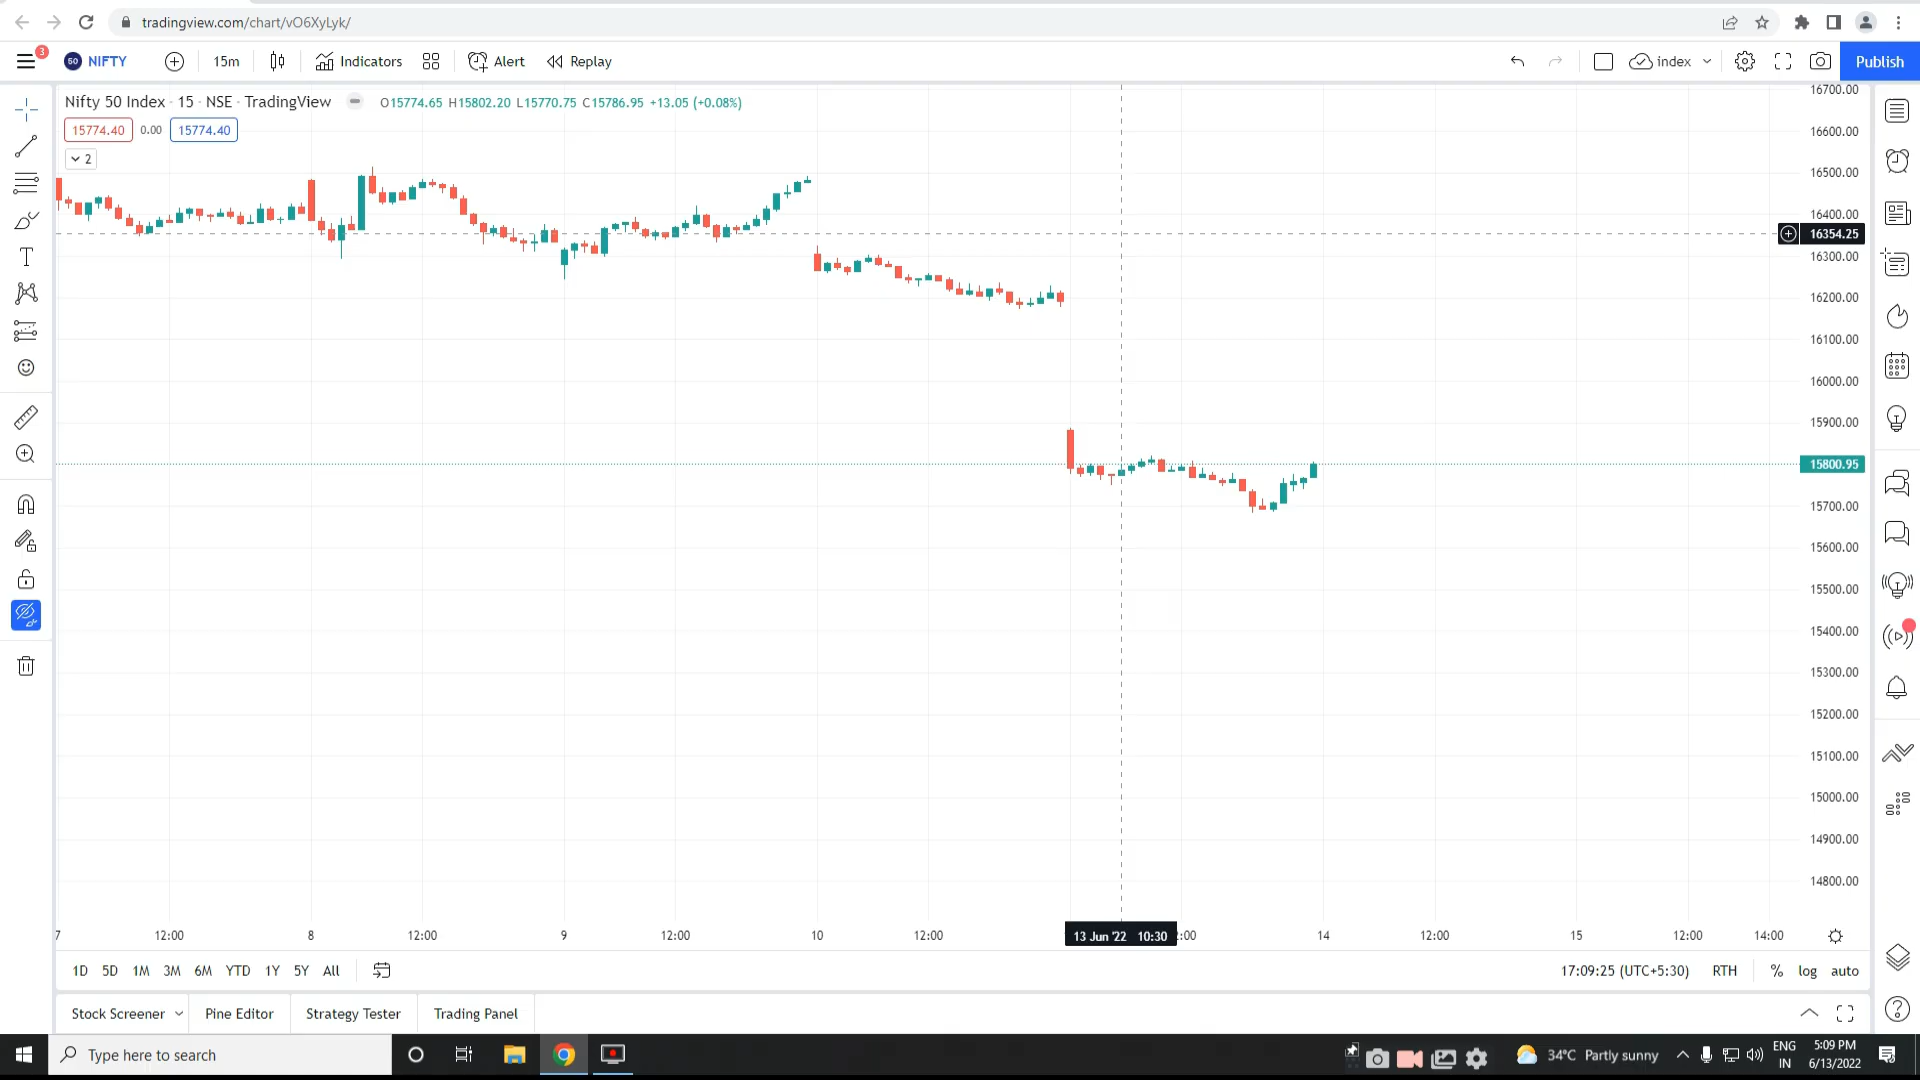 tradingview.com/chart/vO6XyLyk/
3
50 NIFTY
15m
Indicators
Alert
Replay
index
Publish
Nifty 50 Index · 15 · NSE · TradingView
O15774.65 H15802.20 L15770.75 C15786.95 +13.05 (+0.08%)
15774.40 0.00 15774.40
2
16700.00
16600.00
16500.00
16400.00
16354.25
16300.00
16200.00
16100.00
16000.00
15900.00
15800.95
15700.00
15600.00
15500.00
15400.00
15300.00
15200.00
15100.00
15000.00
14900.00
14800.00
7 12:00 8 12:00 9 12:00 10 12:00 13 Jun '22 10:30 :00 14 12:00 15 12:00 14:00
1D 5D 1M 3M 6M YTD 1Y 5Y All
17:09:25 (UTC+5:30) RTH % log auto
Stock Screener Pine Editor Strategy Tester Trading Panel
Type here to search
34°C Partly sunny
ENG
IN
5:09 PM
6/13/2022